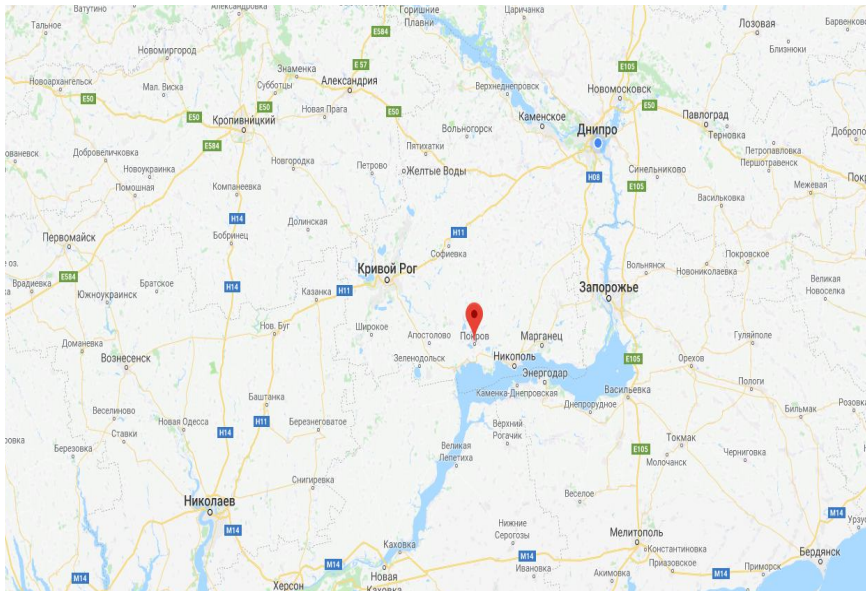 Ватутино
Александровка
Горишние
Плавни
Царичанка
Барвенково
Тальное
E584
Лозовая
Новомиргород
E 57
E105
Близнюки
Знаменка
Новоархангельск
Мал. Виска
Субботцы
Александрия
Верхнеднепровск
Новомосковск
E50
E50
Новая Прага
E50
Каменское
E50
Павлоград
Кропивницкий
E50
Вольногорск
Днипро
Терновка
E584
Добровеличковка
Пятихатки
Петропавловка
Новоукраинка
Новгородка
Петрово
Желтые Воды
Синельниково
Першотравенск
Помошная
Компанеевка
H08
E105
Межевая
Васильковка
H14
Долинская
H11
Первомайск
Бобринец
Софиевка
Покровское
E584
Кривой Рог
Вольнянск
Новониколаевка
Врадиевка
Братское
Великая
Новоселка
Южноукраинск
Казанка
H11
Запорожье
Нов. Буг
Широкое
Апостолово
Покров
Марганец
Гуляйполе
Доманевка
Вознесенск
Зеленодольск
Никополь
E105
Орехов
Энергодар
Каменка-Днепровская
Васильевка
Пологи
Баштанка
Днепрорудное
Веселиново
Новая Одесса
H11
Березнеговатое
Верхний
Рогачик
Бильмак
Ставки
H14
Токмак
Березовка
Великая
Лепетиха
E105
Молочанск
Черниговка
Снигиревка
Веселое
Николаев
M14
M14
Нижние
Серогозы
Мелитополь
Каховка
Константиновка
Бердянск
M14
M14
Приазовское
M14
Херсон
Новая
Каховка
Ивановка
Акимовка
M14
Приморск